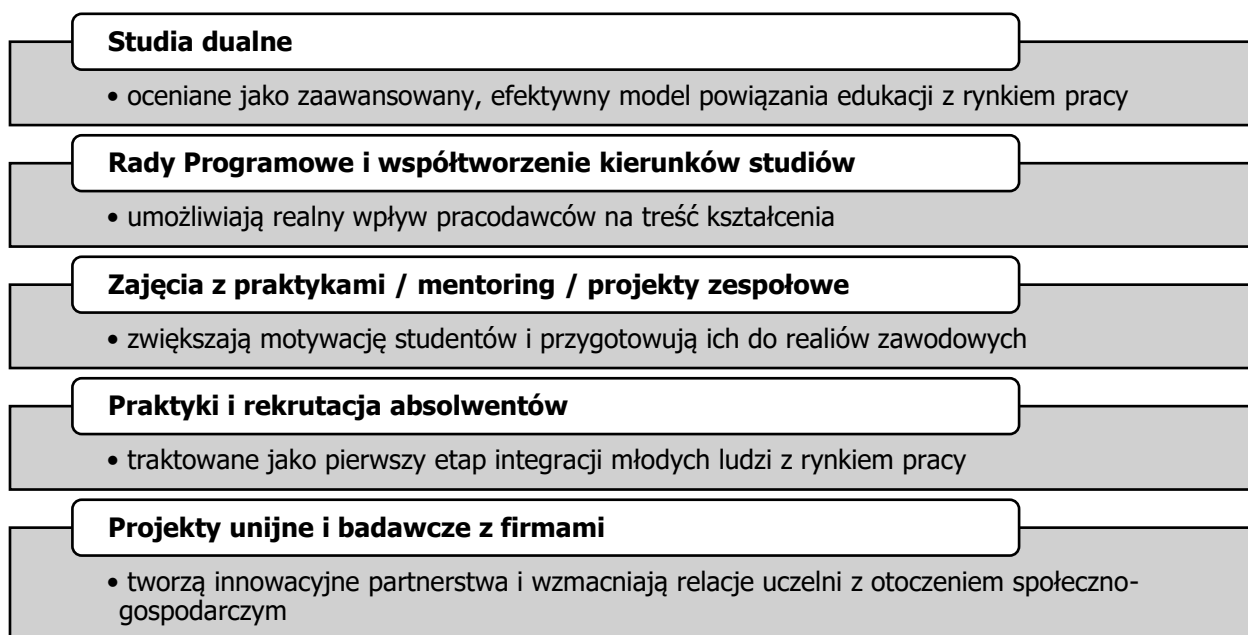 Studia dualne
• oceniane jako zaawansowany, efektywny model powiązania edukacji z rynkiem pracy
Rady Programowe i współtworzenie kierunków studiów
• umożliwiają realny wpływ pracodawców na treść kształcenia
Zajęcia z praktykami / mentoring / projekty zespołowe
• zwiększają motywację studentów i przygotowują ich do realiów zawodowych
Praktyki i rekrutacja absolwentów
• traktowane jako pierwszy etap integracji młodych ludzi z rynkiem pracy
Projekty unijne i badawcze z firmami
• tworzą innowacyjne partnerstwa i wzmacniają relacje uczelni z otoczeniem społeczno-
gospodarczym